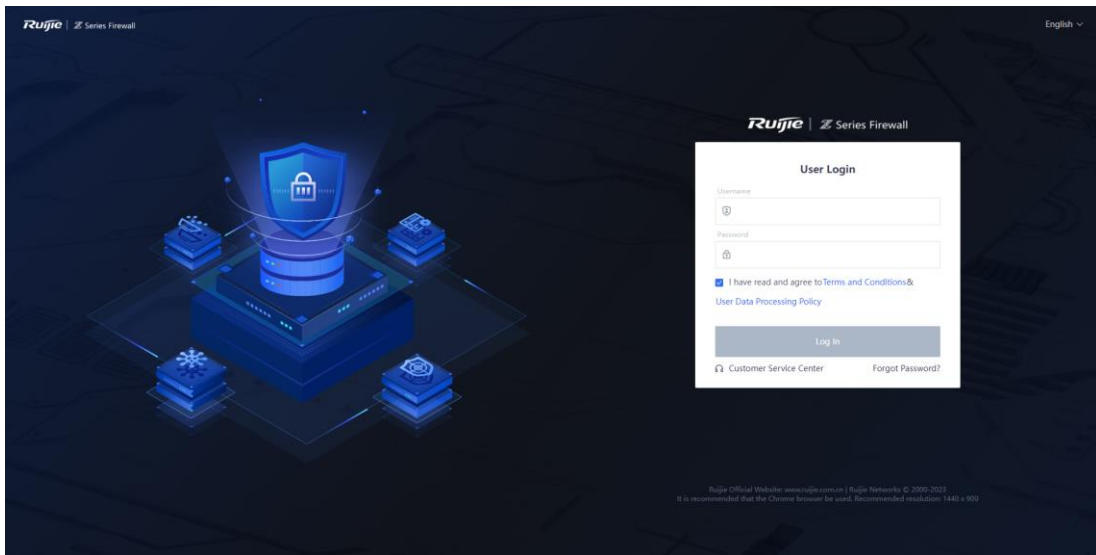 Ruijie | Z Series Firewall
English
Ruijie | Z Series Firewall
User Login
Username
Password
I have read and agree to Terms and Conditions&
User Data Processing Policy
Log In
Customer Service Center Forgot Password?
Ruijie Official Website: www.ruijie.com.cn | Ruijie Networks © 2000-2023
It is recommended that the Chrome browser be used. Recommended resolution: 1440 x 900